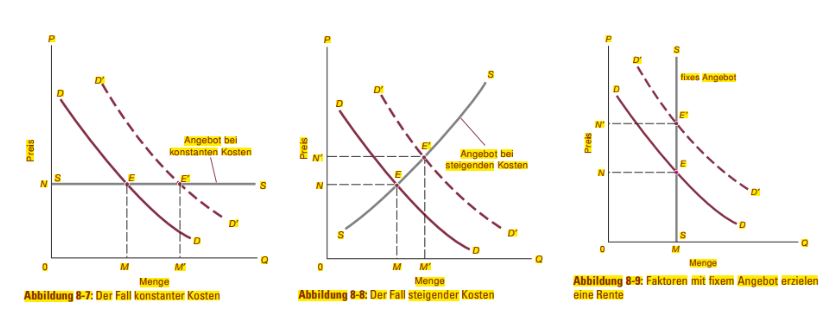 P
D'
D
Angebot bei
konstanten Kosten
Preis
N
S
E
E'
S
D'
D
0
M
M'
Q
Menge
Abbildung 8-7: Der Fall konstanter Kosten
P
S
D'
D
E'
Angebot bei
steigenden Kosten
Preis
N'
N
E
S
D'
D
0
M
M'
Q
Menge
Abbildung 8-8: Der Fall steigender Kosten
P
S
D'
fixes Angebot
D
N'
E'
Preis
N
E
D'
D
S
0
M
Q
Menge
Abbildung 8-9: Faktoren mit fixem Angebot erzielen
eine Rente